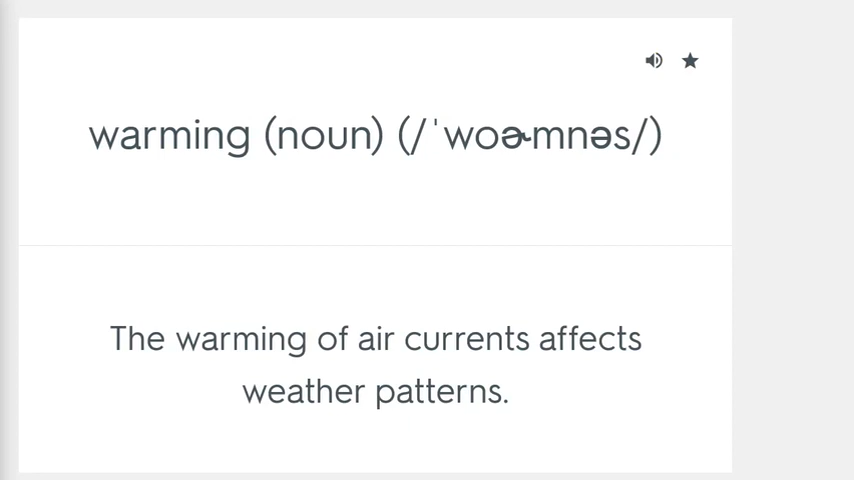 warming (noun) (/ˈwoɚmnəs/)
The warming of air currents affects
weather patterns.